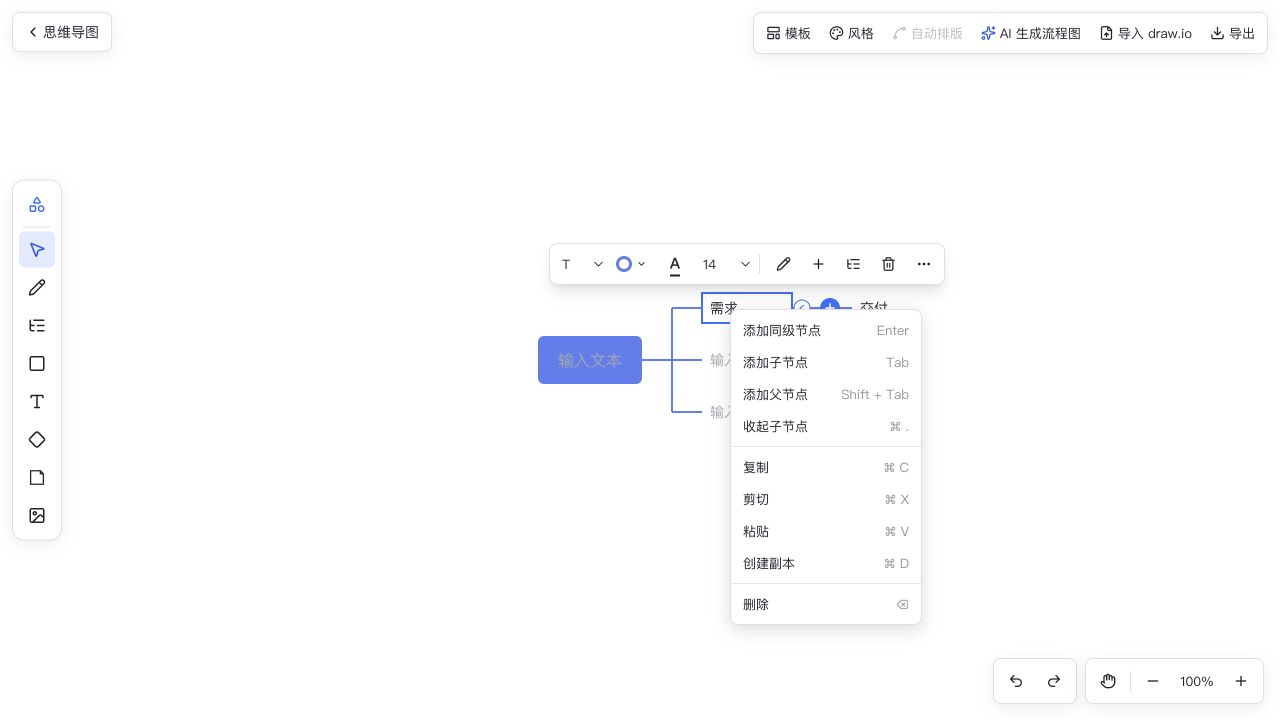 思维导图
模板 风格 自动排版 AI 生成流程图 导入 draw.io 导出
T A 14
需求 交付
输入文本
输入
输入
添加同级节点 Enter
添加子节点 Tab
添加父节点 Shift + Tab
收起子节点 ⌘ .
复制 ⌘ C
剪切 ⌘ X
粘贴 ⌘ V
创建副本 ⌘ D
删除
100%